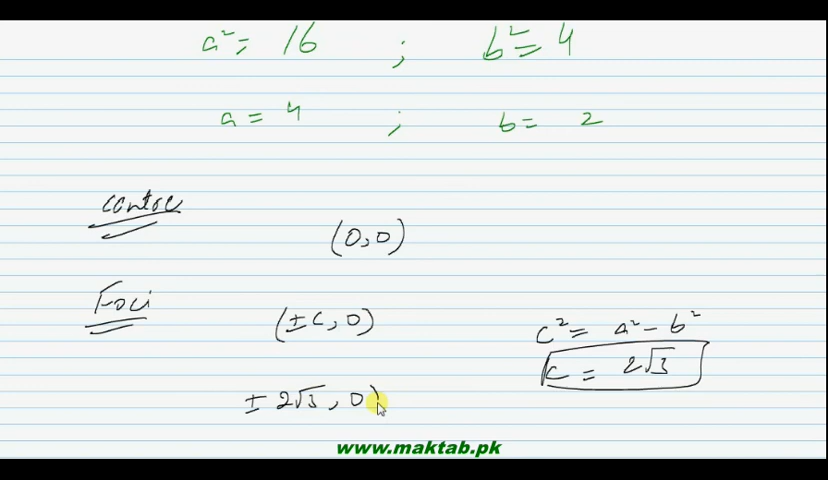 a² = 16 ; b² = 4
a = 4 ; b = 2
centre
(0,0)
Foci
(±c, 0)
c² = a² - b²
c = 2√3
± 2√3, 0)
www.maktab.pk